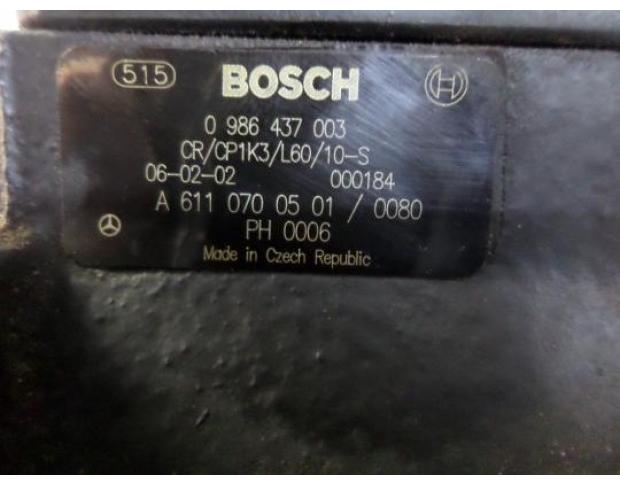 515 BOSCH
0 986 437 003
CR/CP1K3/L60/10-S
06-02-02 000184
A 611 070 05 01 / 0080
PH 0006
Made in Czech Republic